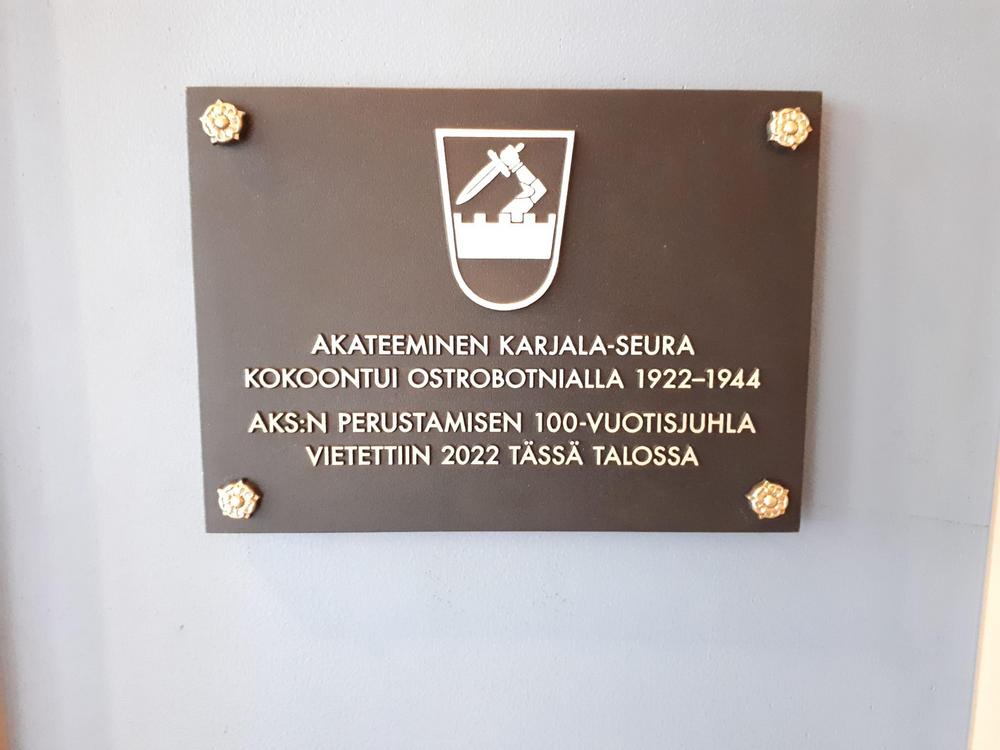 AKATEEMINEN KARJALA-SEURA
KOKOONTUI OSTROBOTNIALLA 1922–1944
AKS:N PERUSTAMISEN 100-VUOTISJUHLA
VIETETTIIN 2022 TÄSSÄ TALOSSA